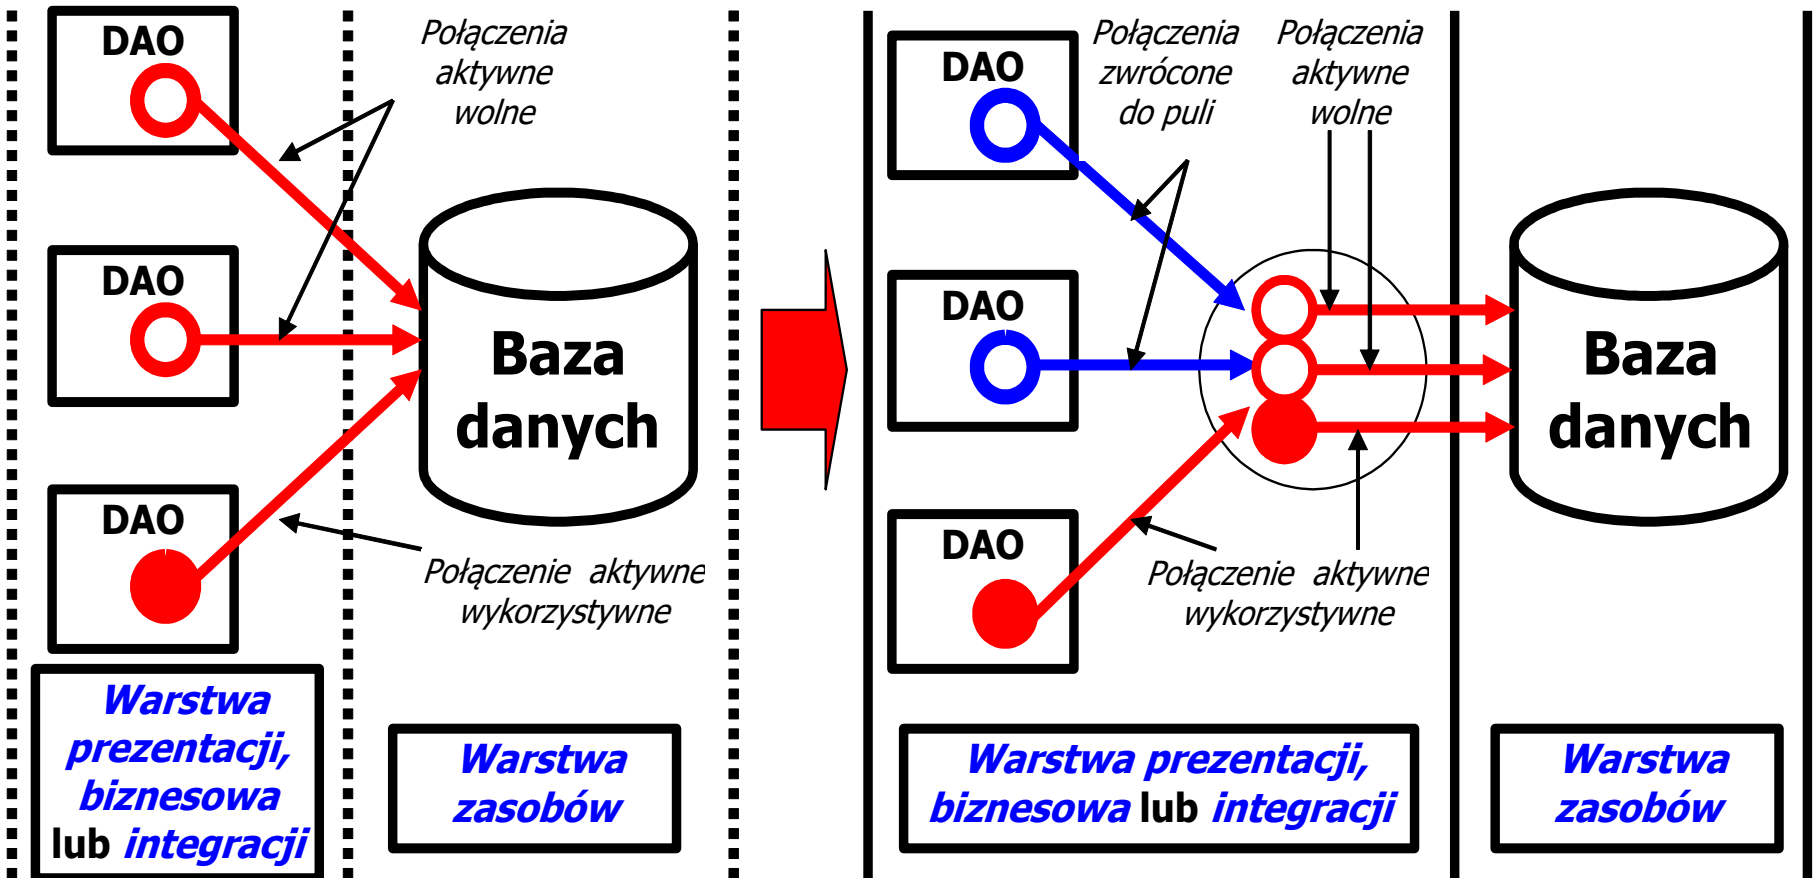 DAO
Połączenia
aktywne
wolne
DAO
Baza
danych
DAO
Połączenie aktywne
wykorzystywne
Warstwa
prezentacji,
biznesowa
lub integracji
Warstwa
zasobów
DAO
Połączenia
zwrócone
do puli
Połączenia
aktywne
wolne
DAO
Baza
danych
DAO
Połączenie aktywne
wykorzystywne
Warstwa prezentacji,
biznesowa lub integracji
Warstwa
zasobów